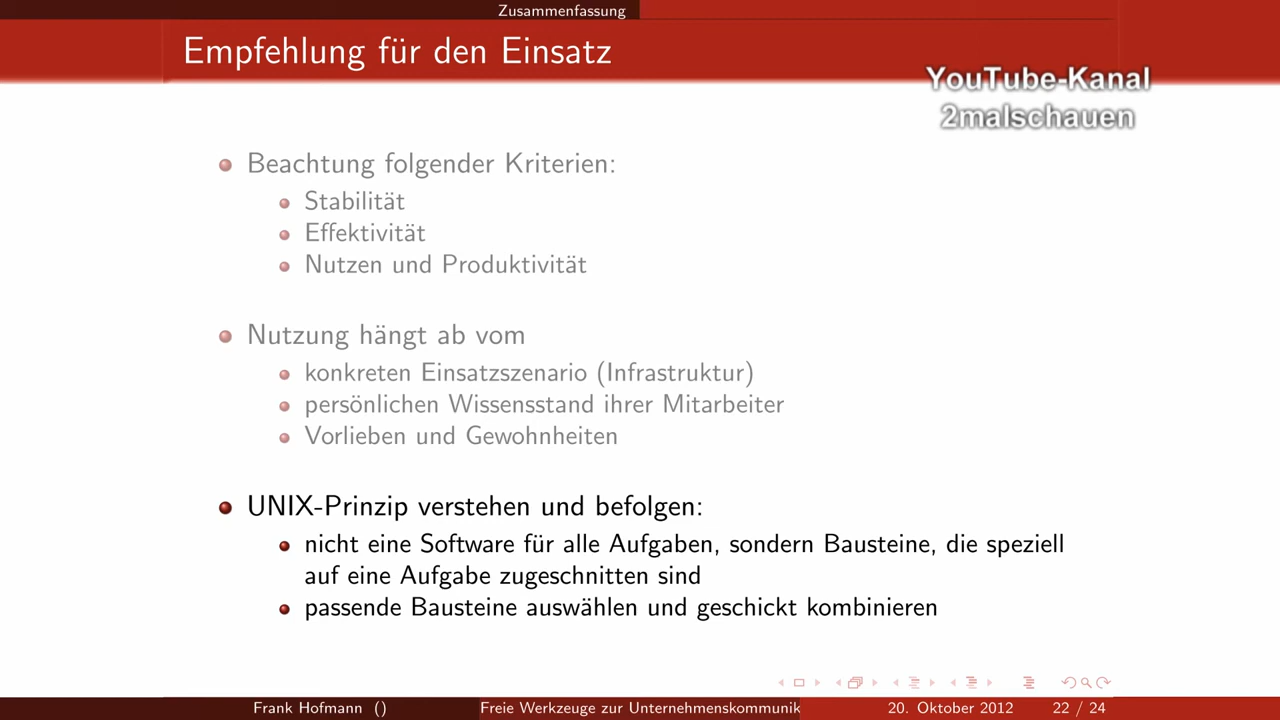 Zusammenfassung
Empfehlung für den Einsatz
YouTube-Kanal
2malschauen
Beachtung folgender Kriterien:
Stabilität
Effektivität
Nutzen und Produktivität
Nutzung hängt ab vom
konkreten Einsatzszenario (Infrastruktur)
persönlichen Wissensstand ihrer Mitarbeiter
Vorlieben und Gewohnheiten
UNIX-Prinzip verstehen und befolgen:
nicht eine Software für alle Aufgaben, sondern Bausteine, die speziell
auf eine Aufgabe zugeschnitten sind
passende Bausteine auswählen und geschickt kombinieren
Frank Hofmann () Freie Werkzeuge zur Unternehmenskommunik 20. Oktober 2012 22 / 24